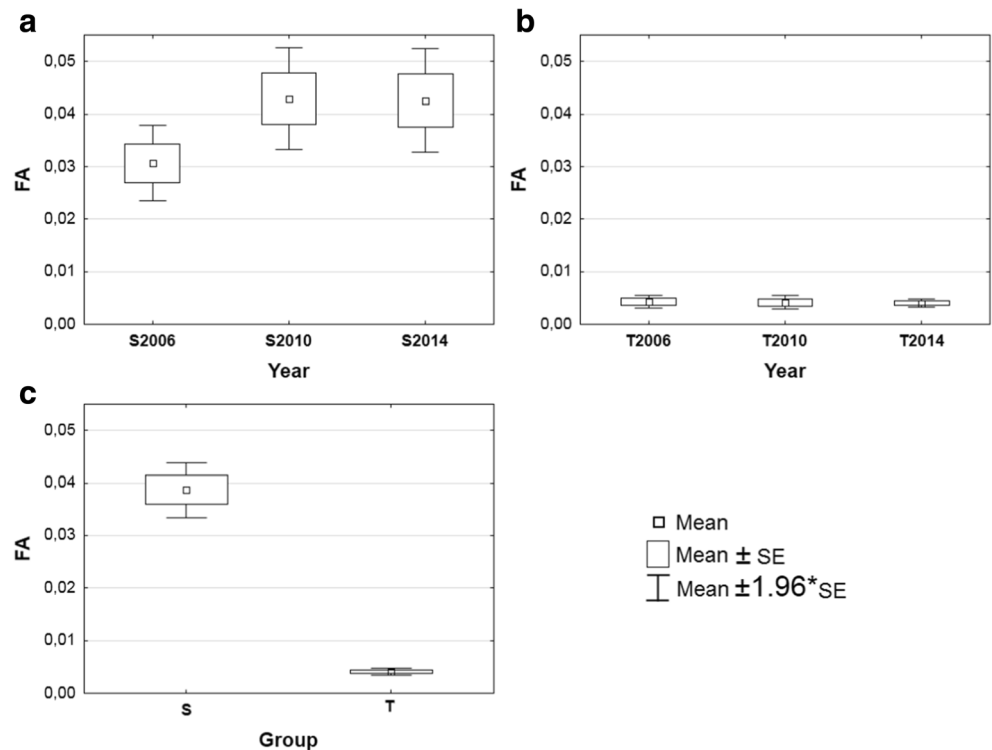 a
0,05
0,04
0,03
0,02
0,01
0,00
FA
S2006 S2010 S2014
Year
b
0,05
0,04
0,03
0,02
0,01
0,00
FA
T2006 T2010 T2014
Year
c
0,05
0,04
0,03
0,02
0,01
0,00
FA
S T
Group
Mean
Mean ± SE
Mean ±1.96*SE